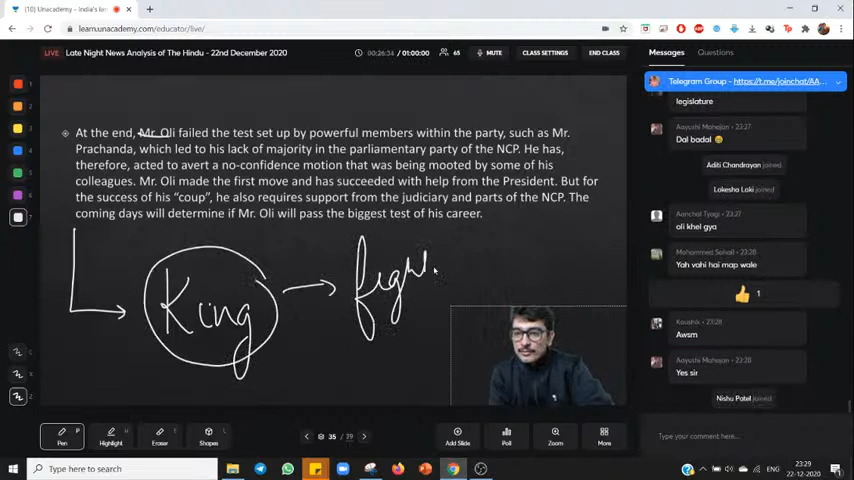 (10) Unacademy - India's le
learn.unacademy.com/educator/live/
LIVE Late Night News Analysis of The Hindu - 22nd December 2020
00:26:34 / 01:00:00
65
MUTE
CLASS SETTINGS
END CLASS
1
2
3
4
5
6
7
At the end, Mr. Oli failed the test set up by powerful members within the party, such as Mr.
Prachanda, which led to his lack of majority in the parliamentary party of the NCP. He has,
therefore, acted to avert a no-confidence motion that was being mooted by some of his
colleagues. Mr. Oli made the first move and has succeeded with help from the President. But for
the success of his “coup”, he also requires support from the judiciary and parts of the NCP. The
coming days will determine if Mr. Oli will pass the biggest test of his career.
King
C
X
Z
Pen
P
Highlight
H
Eraser
E
Shapes
L
35 / 39
Add Slide
Poll
Zoom
More
Messages
Questions
Telegram Group - https://t.me/joinchat/AA...
legislature
Aayushi Mahajan 23:27
Dal badal
Aditi Chandrayan joined
Lokesha Loki joined
Aanchal Tyagi 23:27
oli khel gya
Mohammed Sohail 23:28
Yah vahi hai map wale
1
Kaushik 23:28
Awsm
Aayushi Mahajan 23:28
Yes sir
Nishu Patel joined
Type your comment here...
Type here to search
ENG
23:29
22-12-2020